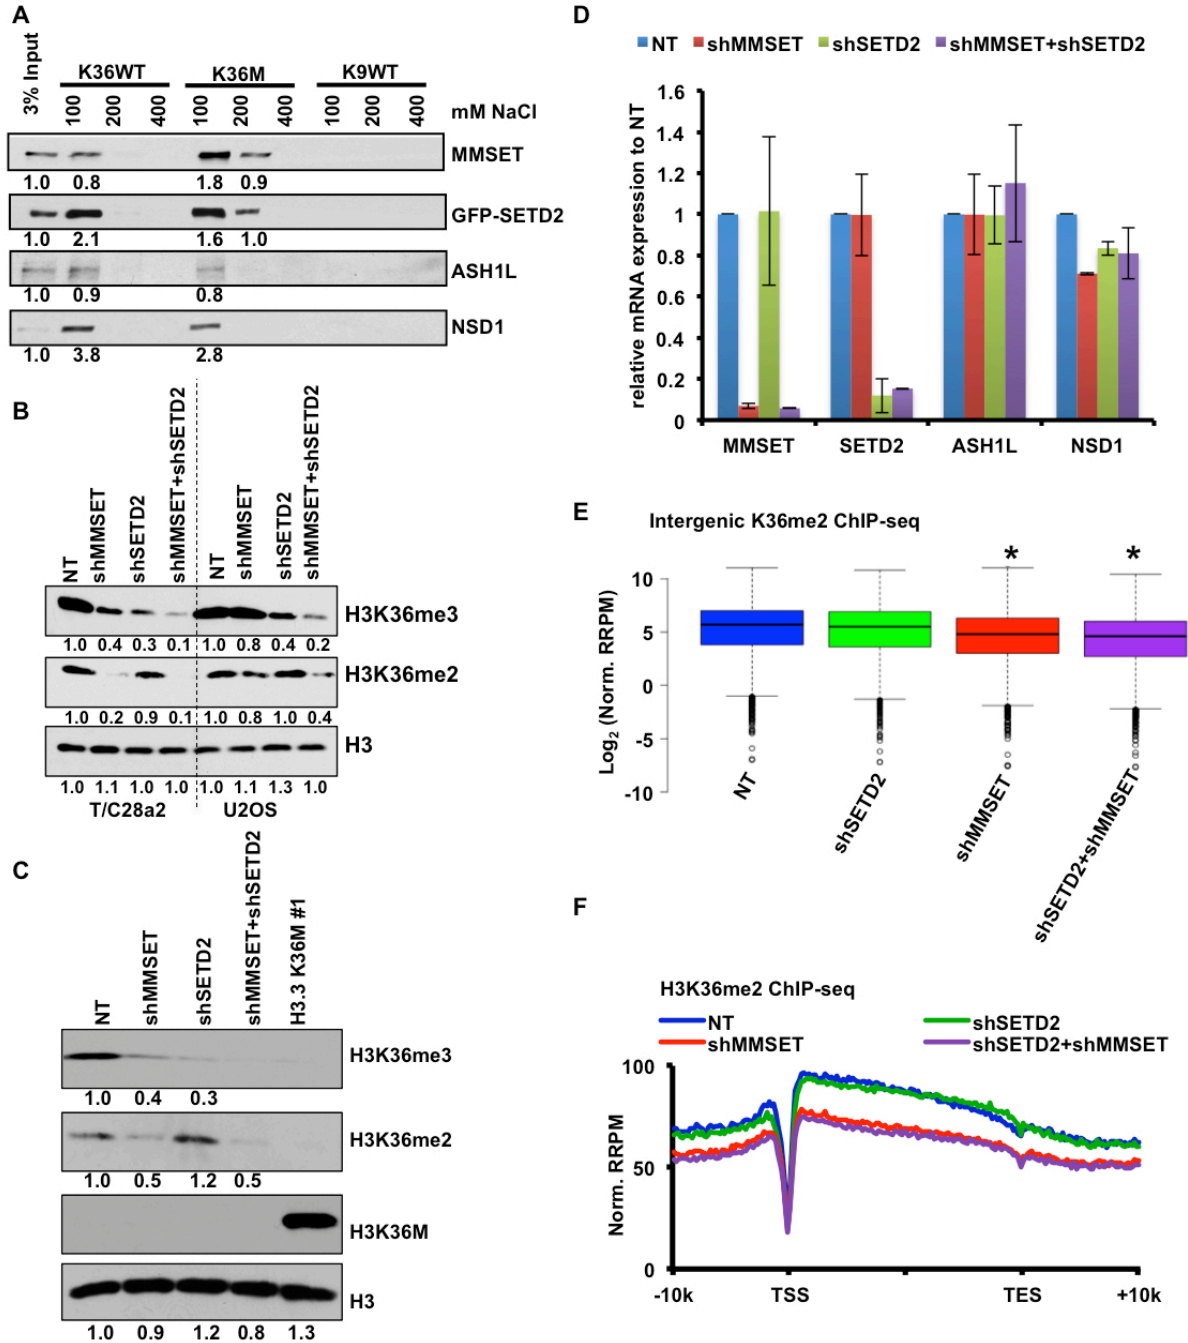 A
3% Input
K36WT
K36M
K9WT
100 200 400 100 200 400 100 200 400 mM NaCl
MMSET
1.0 0.8 1.8 0.9
GFP-SETD2
1.0 2.1 1.6 1.0
ASH1L
1.0 0.9 0.8
NSD1
1.0 3.8 2.8
B
NT shMMSET shSETD2 shMMSET+shSETD2 NT shMMSET shSETD2 shMMSET+shSETD2
H3K36me3
1.0 0.4 0.3 0.1 1.0 0.8 0.4 0.2
H3K36me2
1.0 0.2 0.9 0.1 1.0 0.8 1.0 0.4
H3
1.0 1.1 1.0 1.0 1.0 1.1 1.3 1.0
T/C28a2 U2OS
C
NT shMMSET shSETD2 shMMSET+shSETD2 H3.3 K36M #1
H3K36me3
1.0 0.4 0.3
H3K36me2
1.0 0.5 1.2 0.5
H3K36M
H3
1.0 0.9 1.2 0.8 1.3
D
NT shMMSET shSETD2 shMMSET+shSETD2
relative mRNA expression to NT
1.6
1.4
1.2
1
0.8
0.6
0.4
0.2
0
MMSET SETD2 ASH1L NSD1
E
Intergenic K36me2 ChIP-seq
Log2 (Norm. RRPM)
10
5
0
-5
-10
* *
NT shSETD2 shMMSET shSETD2+shMMSET
F
H3K36me2 ChIP-seq
NT shSETD2
shMMSET shSETD2+shMMSET
Norm. RRPM
100
50
0
-10k TSS TES +10k